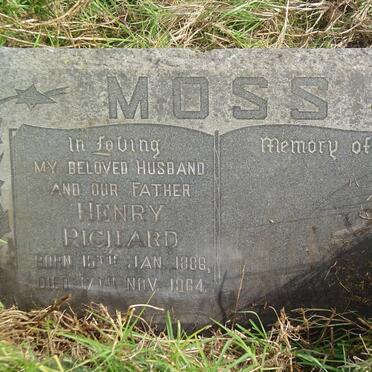 MOSS
In Loving Memory of
MY BELOVED HUSBAND
AND OUR FATHER
HENRY
RICHARD
BORN 15TH JAN. 1886,
DIED 17TH NOV. 1964.